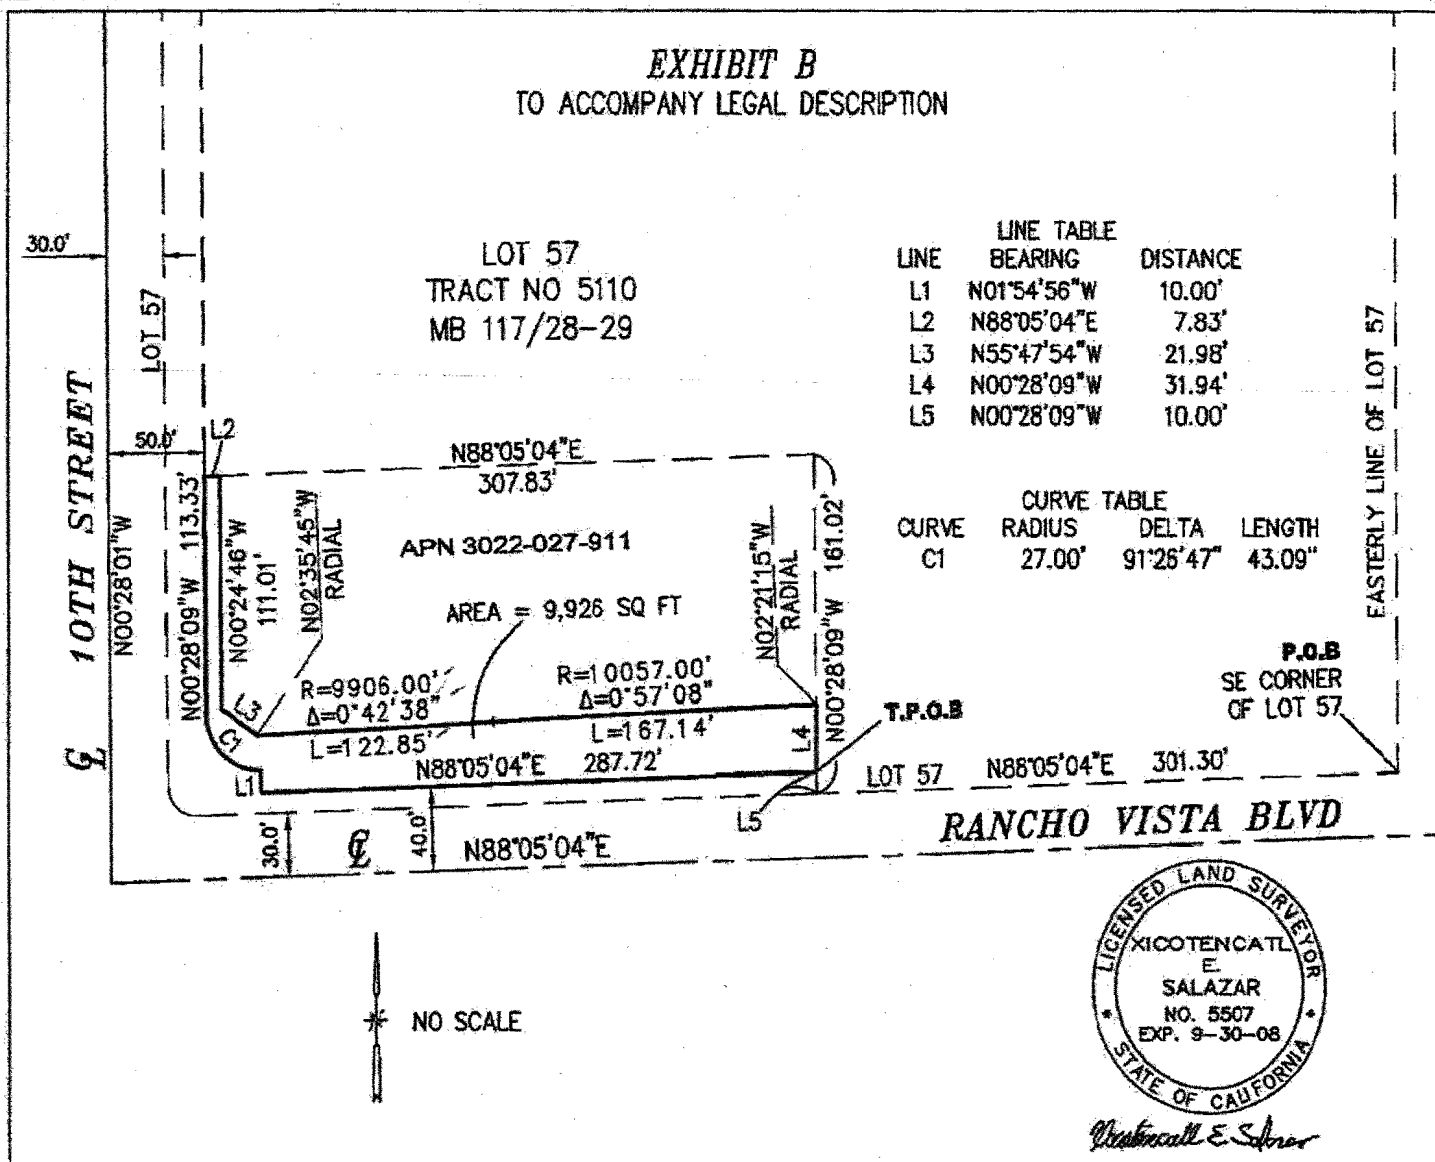 EXHIBIT B
TO ACCOMPANY LEGAL DESCRIPTION
LOT 57
TRACT NO 5110
MB 117/28-29
LINE TABLE
LINE BEARING DISTANCE
L1 N01°54'56"W 10.00'
L2 N88°05'04"E 7.83'
L3 N55°47'54"W 21.98'
L4 N00°28'09"W 31.94'
L5 N00°28'09"W 10.00'
CURVE TABLE
CURVE RADIUS DELTA LENGTH
C1 27.00' 91°26'47" 43.09"
30.0'
LOT 57
50.0'
L2
10TH STREET
N00°28'01"W
N00°28'09"W 113.33'
N00°24'46"W
111.01'
N02°35'45"W
RADIAL
N88°05'04"E
307.83'
APN 3022-027-911
AREA = 9,926 SQ FT
N02°21'15"W
RADIAL
N00°28'09"W 161.02'
EASTERLY LINE OF LOT 57
R=9906.00'
Δ=0°42'38"
L=122.85'
R=10057.00'
Δ=0°57'08"
L=167.14'
L3
C1
L1
L4
L5
N88°05'04"E 287.72'
T.P.O.B
P.O.B
SE CORNER
OF LOT 57
LOT 57 N88°05'04"E 301.30'
RANCHO VISTA BLVD
30.0'
℄
40.0'
N88°05'04"E
℄
NO SCALE
LICENSED LAND SURVEYOR
XICOTENCATL
E.
SALAZAR
NO. 5507
EXP. 9-30-08
STATE OF CALIFORNIA